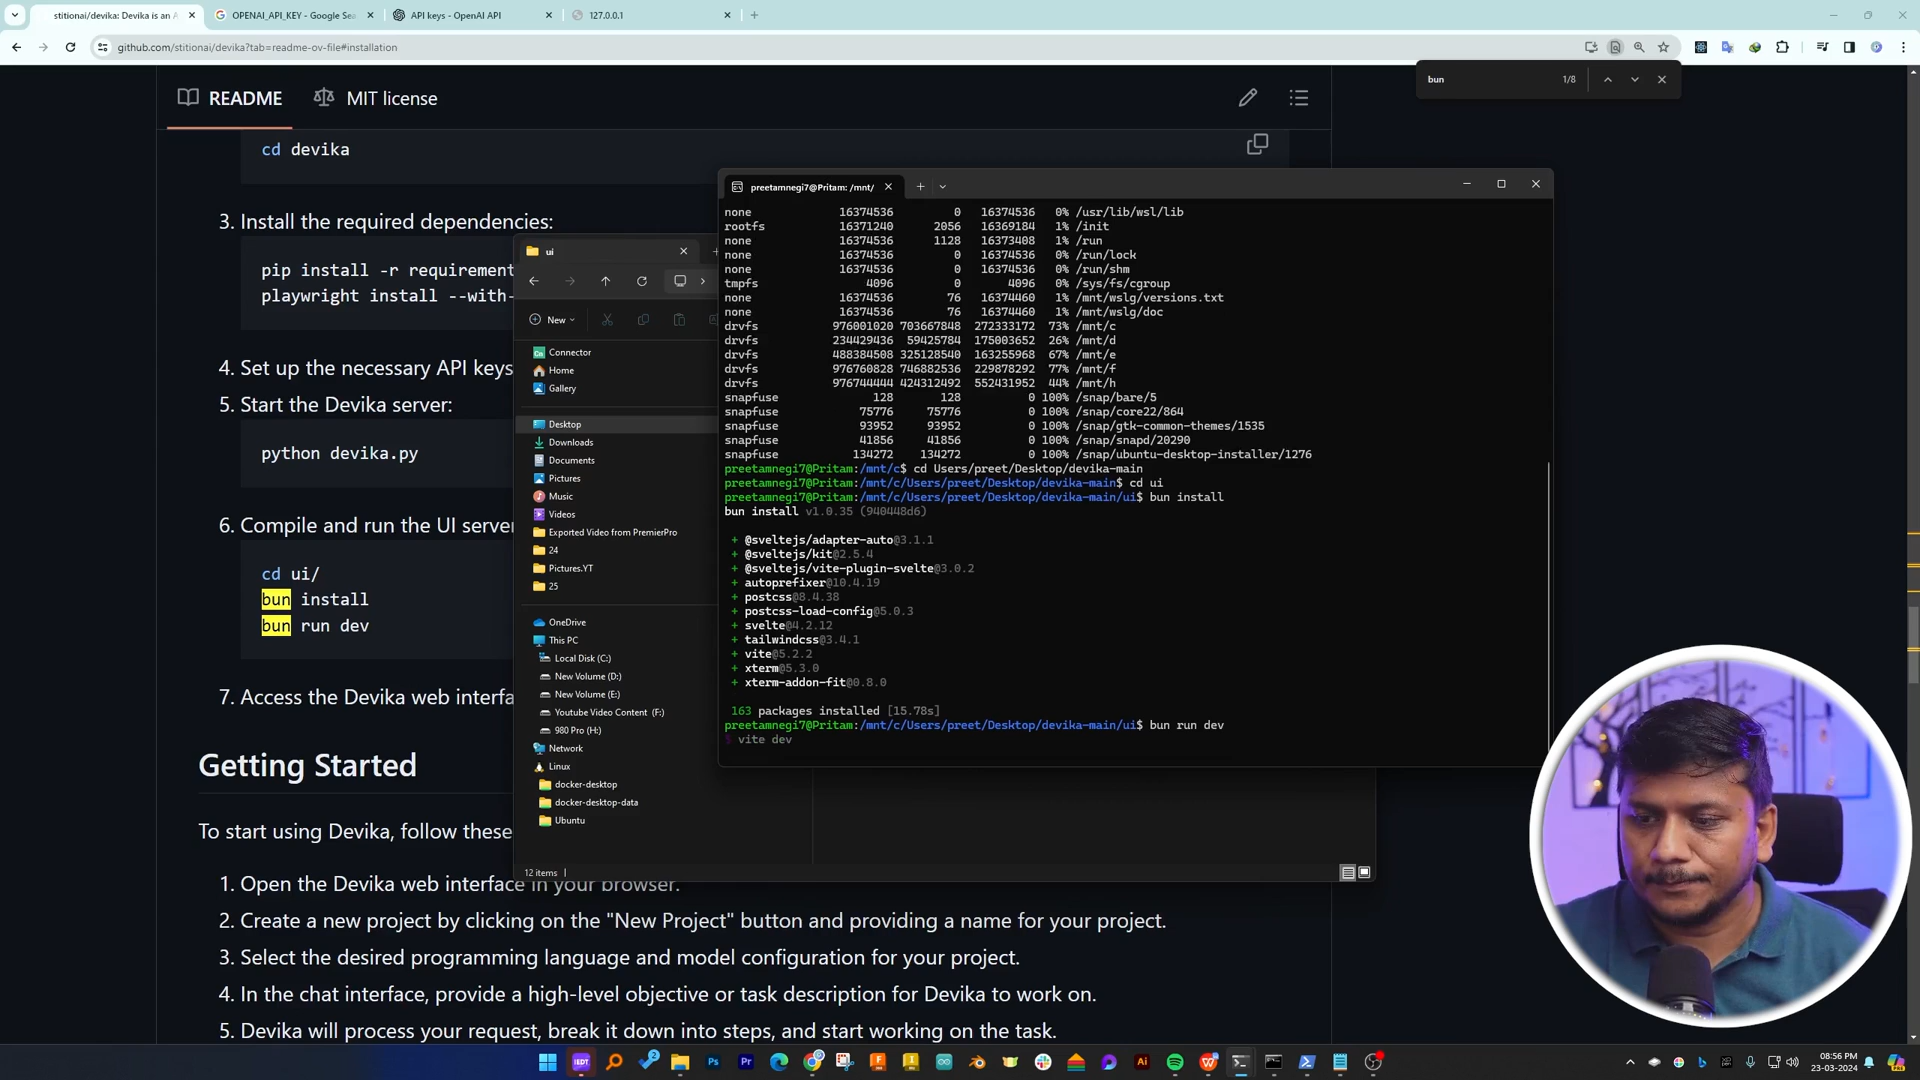 stitionai/devika: Devika is an A
OPENAI_API_KEY - Google Sea
API keys - OpenAI API
127.0.0.1
github.com/stitionai/devika?tab=readme-ov-file#installation
bun
1/8
README
MIT license
cd devika
3. Install the required dependencies:
pip install -r requirement
playwright install --with-
4. Set up the necessary API keys
5. Start the Devika server:
python devika.py
6. Compile and run the UI server
cd ui/
bun install
bun run dev
7. Access the Devika web interfa
Getting Started
To start using Devika, follow these
1. Open the Devika web interface in your browser.
2. Create a new project by clicking on the "New Project" button and providing a name for your project.
3. Select the desired programming language and model configuration for your project.
4. In the chat interface, provide a high-level objective or task description for Devika to work on.
5. Devika will process your request, break it down into steps, and start working on the task.
ui
New
Connector
Home
Gallery
Desktop
Downloads
Documents
Pictures
Music
Videos
Exported Video from PremierPro
24
Pictures.YT
25
OneDrive
This PC
Local Disk (C:)
New Volume (D:)
New Volume (E:)
Youtube Video Content (F:)
980 Pro (H:)
Network
Linux
docker-desktop
docker-desktop-data
Ubuntu
12 items
preetamnegi7@Pritam: /mnt/
none 16374536 0 16374536 0% /usr/lib/wsl/lib
rootfs 16371240 2056 16369184 1% /init
none 16374536 1128 16373408 1% /run
none 16374536 0 16374536 0% /run/lock
none 16374536 0 16374536 0% /run/shm
tmpfs 4096 0 4096 0% /sys/fs/cgroup
none 16374536 76 16374460 1% /mnt/wslg/versions.txt
none 16374536 76 16374460 1% /mnt/wslg/doc
drvfs 976001020 703667848 272333172 73% /mnt/c
drvfs 234429436 59425784 175003652 26% /mnt/d
drvfs 488384508 325128540 163255968 67% /mnt/e
drvfs 976760828 746882536 229878292 77% /mnt/f
drvfs 976744444 424312492 552431952 44% /mnt/h
snapfuse 128 128 0 100% /snap/bare/5
snapfuse 75776 75776 0 100% /snap/core22/864
snapfuse 93952 93952 0 100% /snap/gtk-common-themes/1535
snapfuse 41856 41856 0 100% /snap/snapd/20290
snapfuse 134272 134272 0 100% /snap/ubuntu-desktop-installer/1276
preetamnegi7@Pritam:/mnt/c$ cd Users/preet/Desktop/devika-main
preetamnegi7@Pritam:/mnt/c/Users/preet/Desktop/devika-main$ cd ui
preetamnegi7@Pritam:/mnt/c/Users/preet/Desktop/devika-main/ui$ bun install
bun install v1.0.35 (940448d6)
+ @sveltejs/adapter-auto@3.1.1
+ @sveltejs/kit@2.5.4
+ @sveltejs/vite-plugin-svelte@3.0.2
+ autoprefixer@10.4.19
+ postcss@8.4.38
+ postcss-load-config@5.0.3
+ svelte@4.2.12
+ tailwindcss@3.4.1
+ vite@5.2.2
+ xterm@5.3.0
+ xterm-addon-fit@0.8.0
163 packages installed [15.78s]
preetamnegi7@Pritam:/mnt/c/Users/preet/Desktop/devika-main/ui$ bun run dev
$ vite dev
08:56 PM
23-03-2024